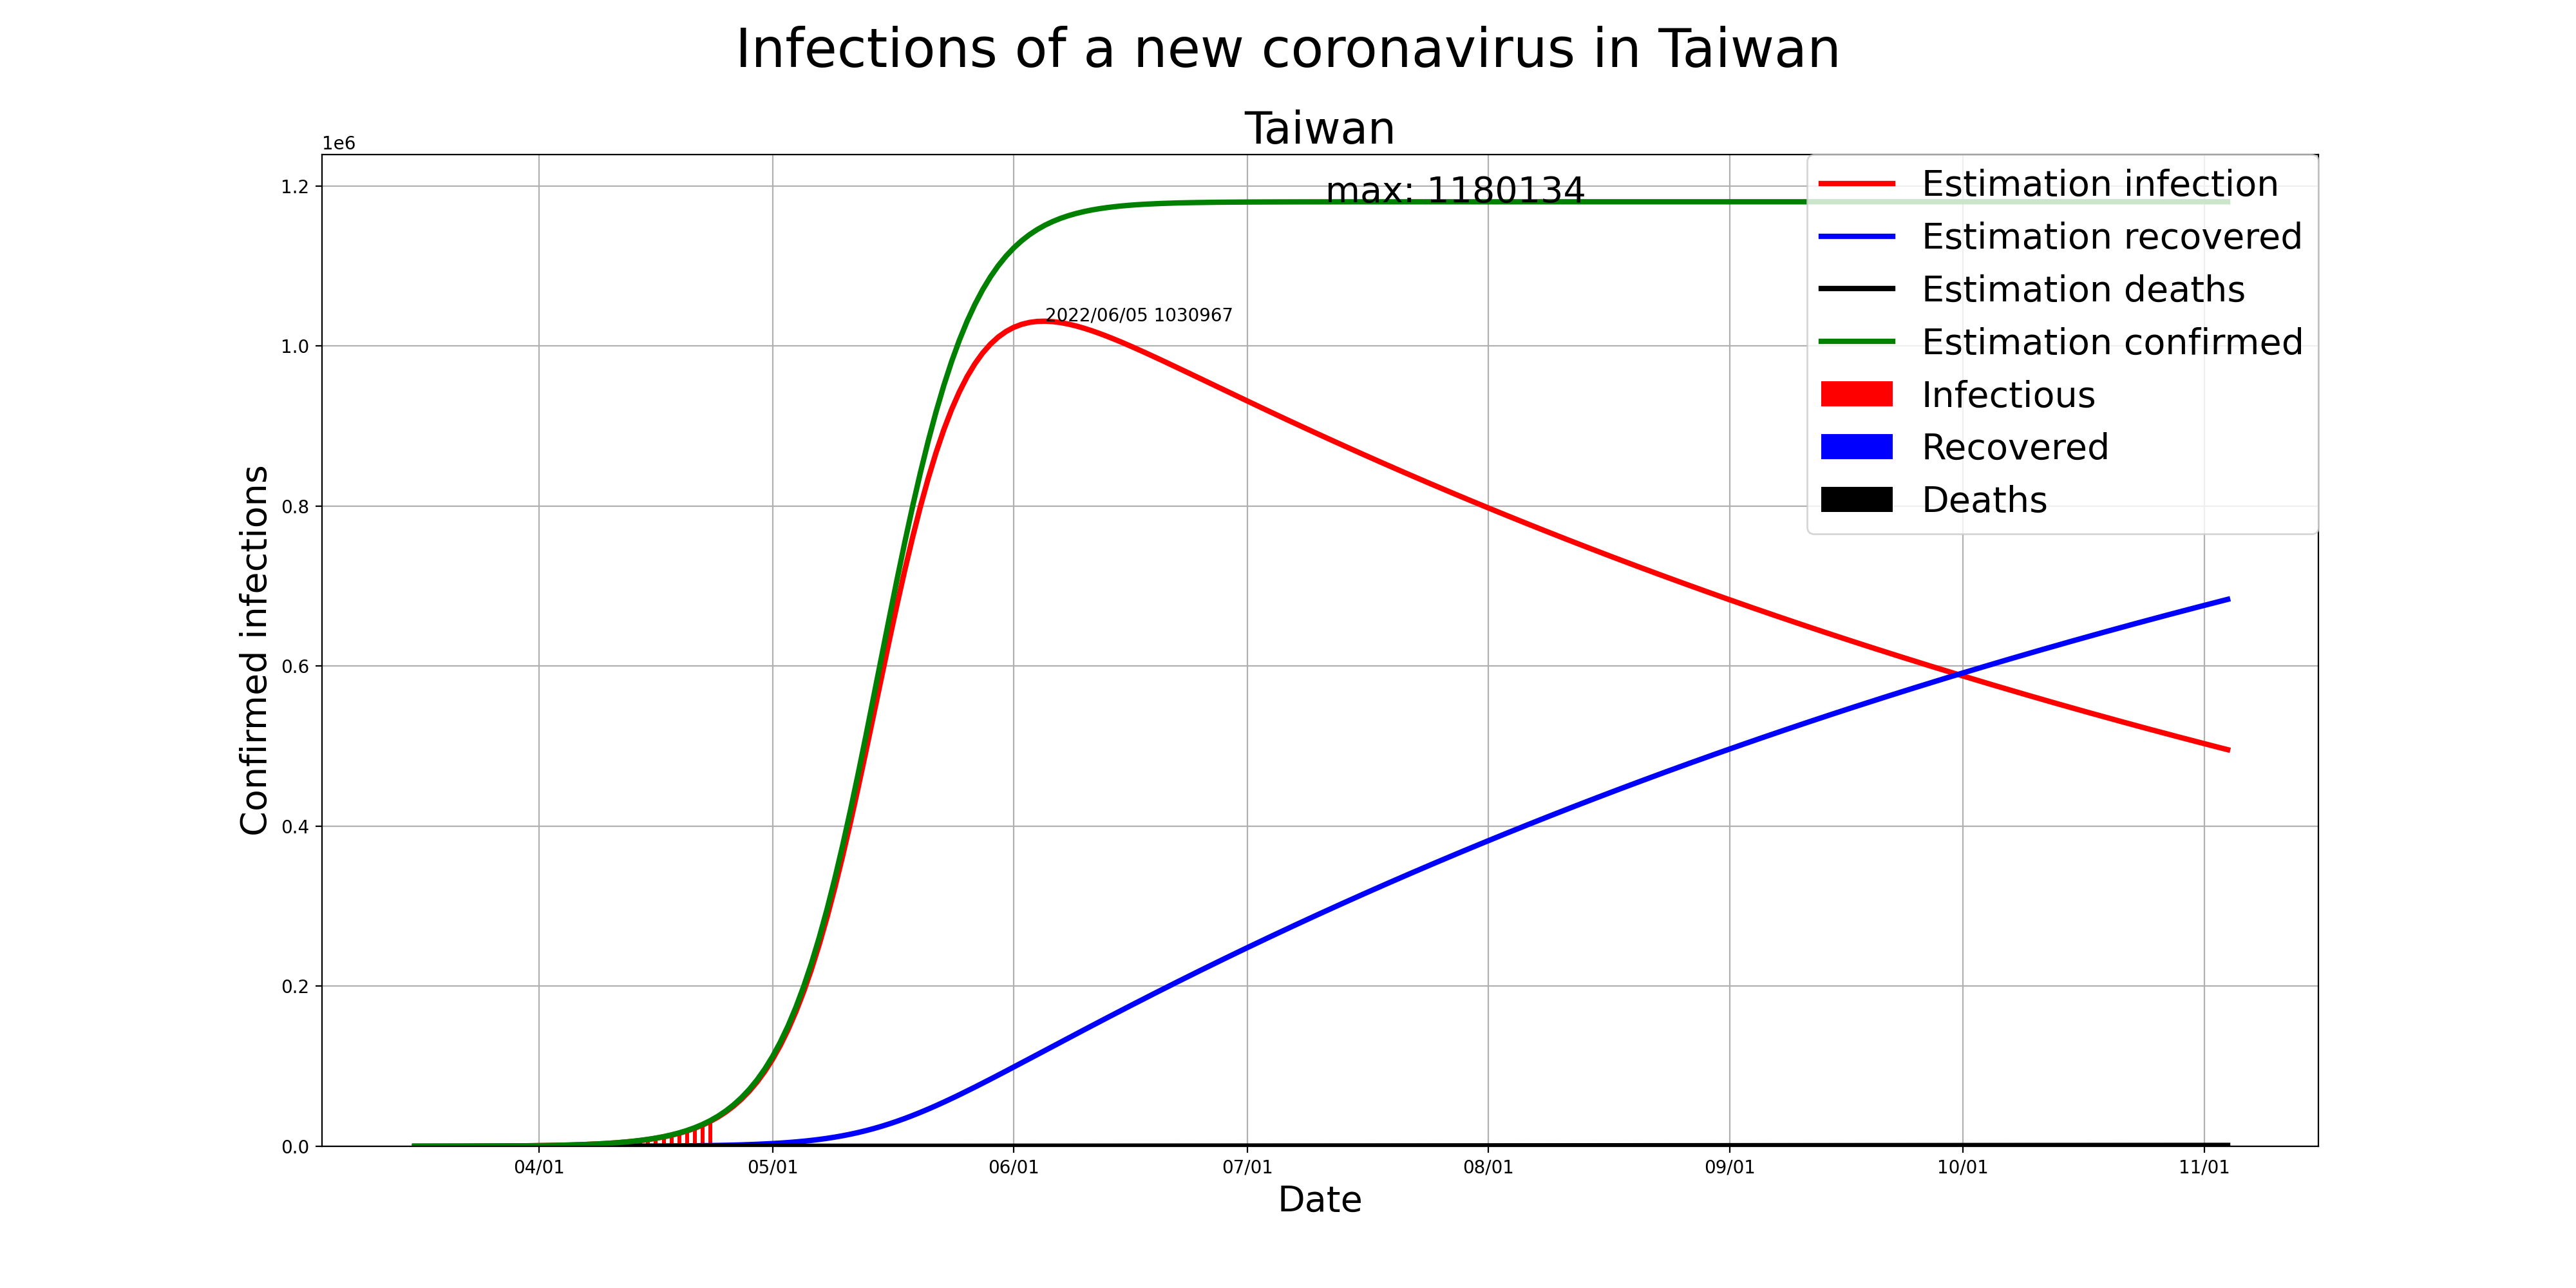 Infections of a new coronavirus in Taiwan
Taiwan
1e6
max: 1180134
2022/06/05 1030967
Estimation infection
Estimation recovered
Estimation deaths
Estimation confirmed
Infectious
Recovered
Deaths
Confirmed infections
1.2
1.0
0.8
0.6
0.4
0.2
0.0
04/01 05/01 06/01 07/01 08/01 09/01 10/01 11/01
Date